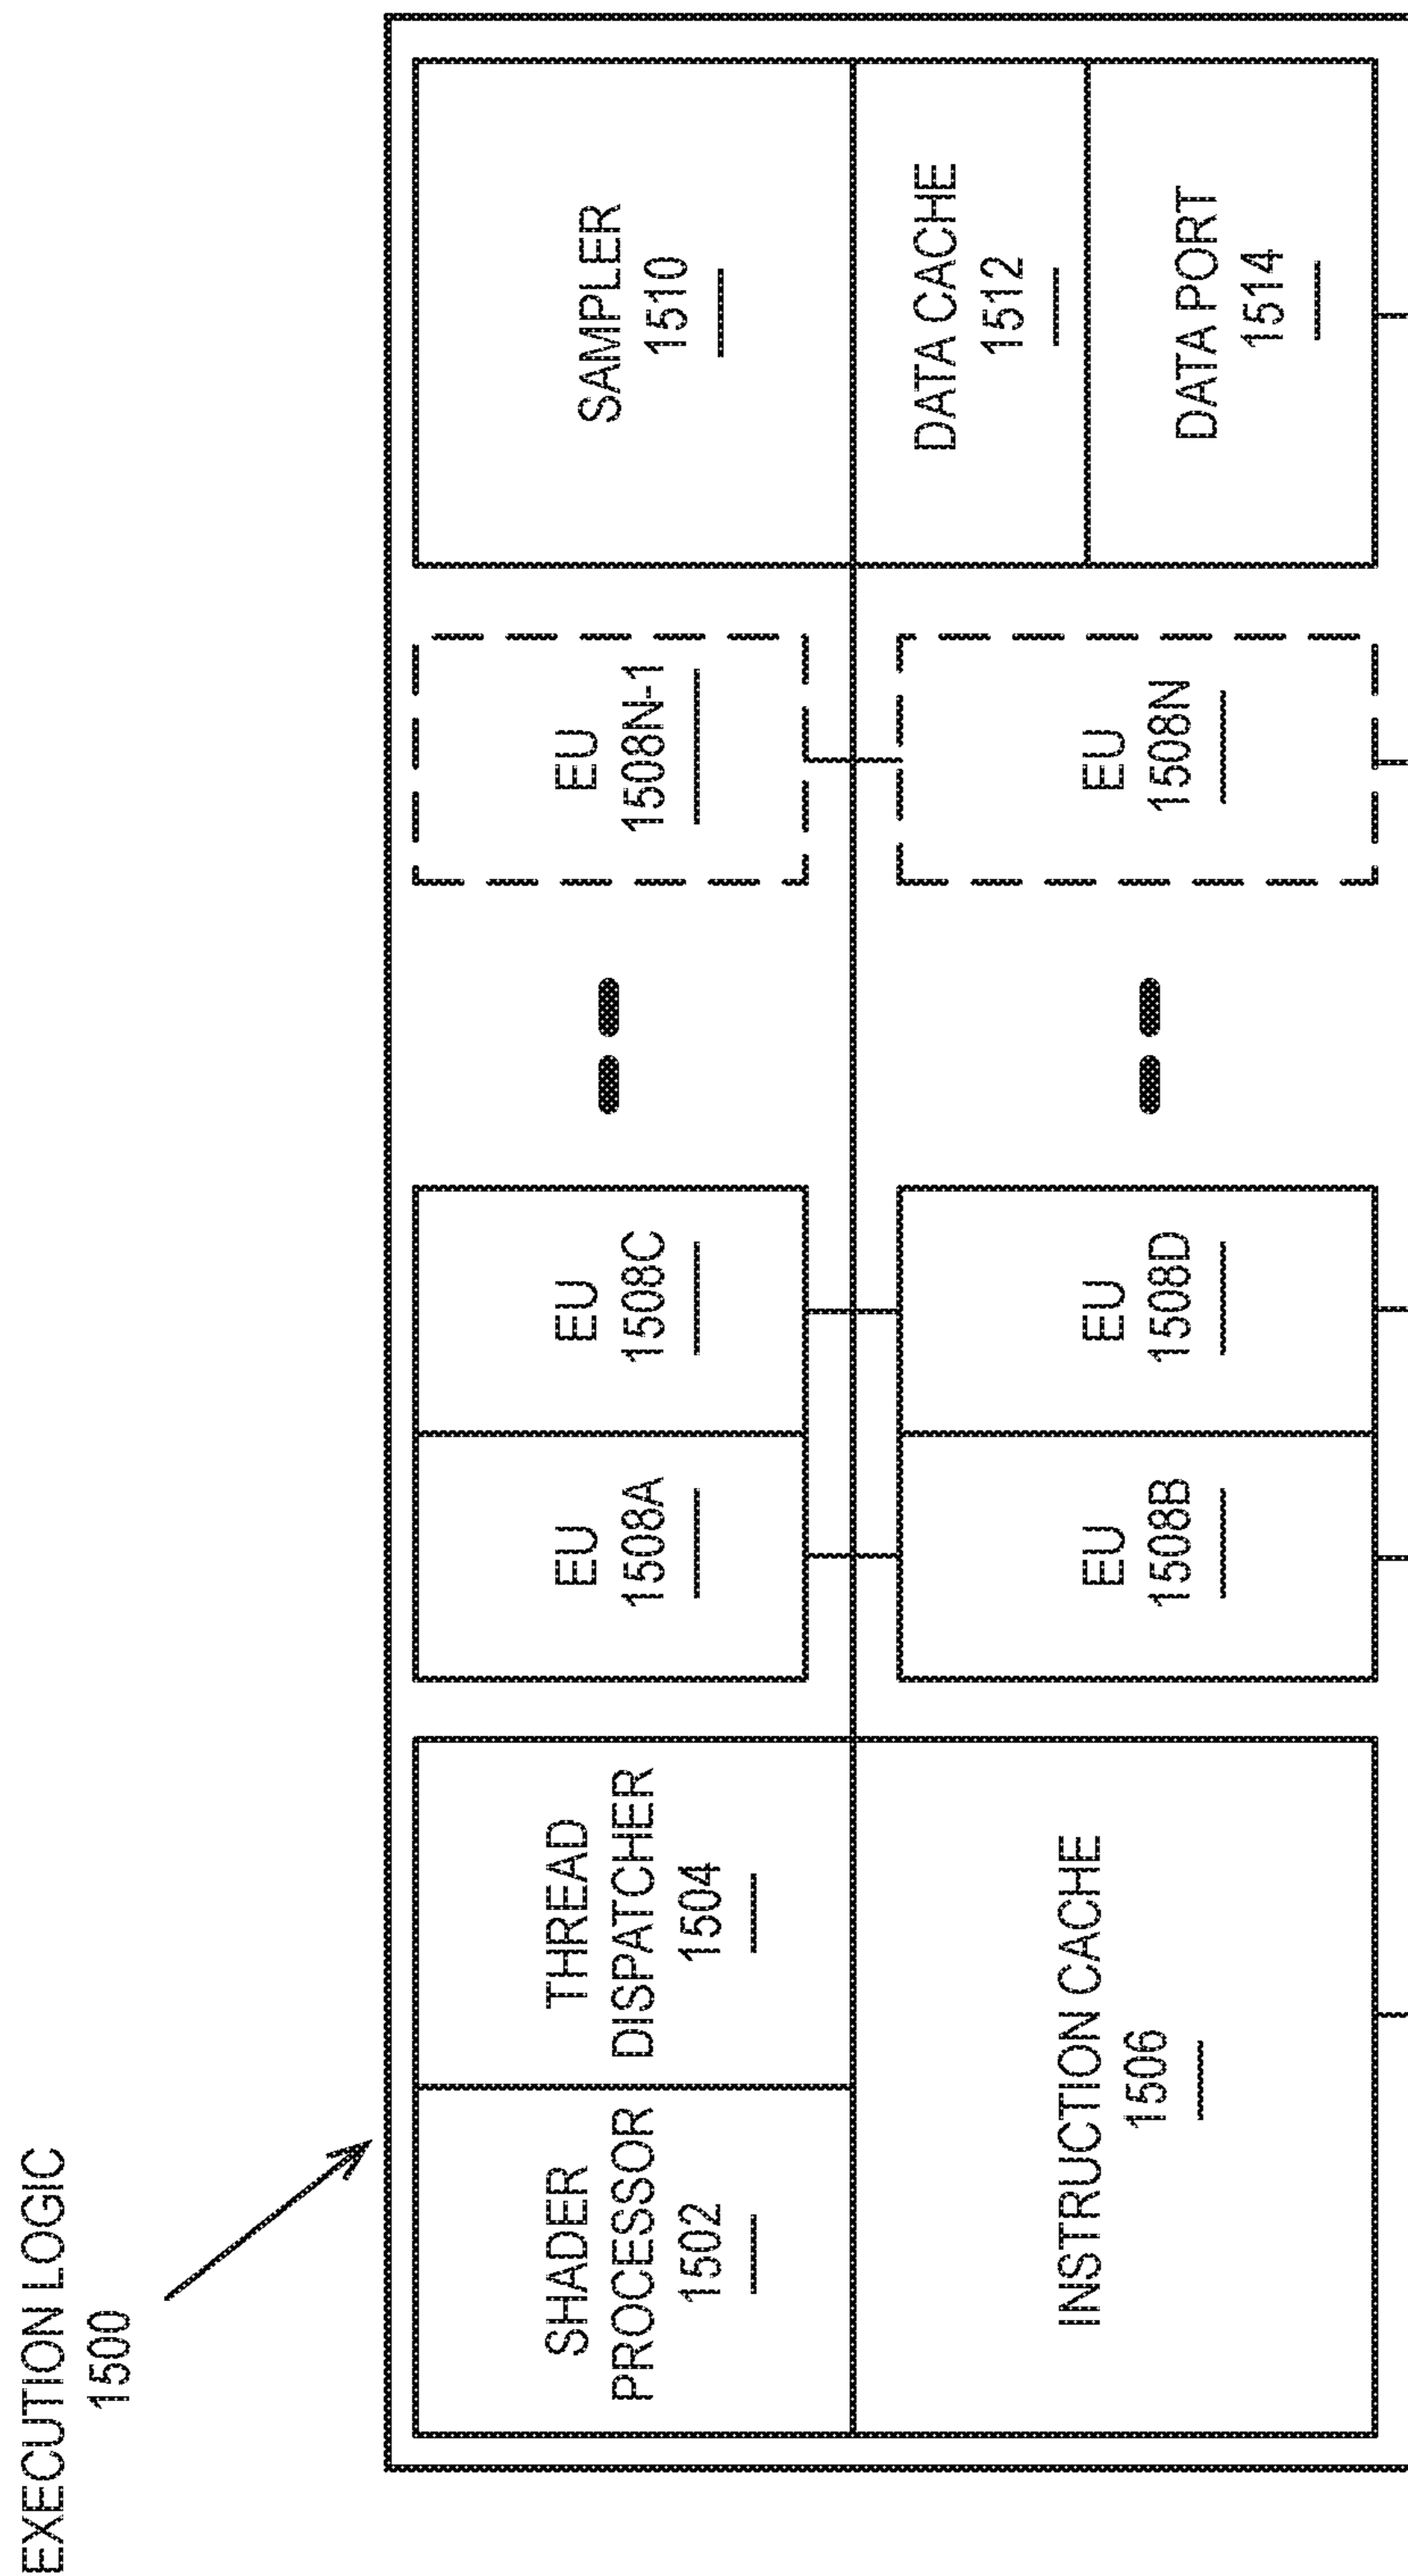 EXECUTION LOGIC
1500
SHADER
PROCESSOR
1502
THREAD
DISPATCHER
1504
EU
1508A
EU
1508C
EU
1508N-1
SAMPLER
1510
INSTRUCTION CACHE
1506
EU
1508B
EU
1508D
EU
1508N
DATA CACHE
1512
DATA PORT
1514